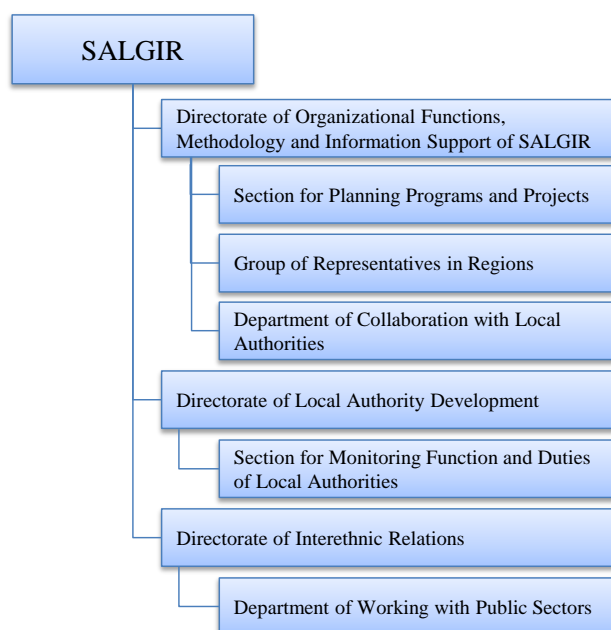 SALGIR
Directorate of Organizational Functions,
Methodology and Information Support of SALGIR
Section for Planning Programs and Projects
Group of Representatives in Regions
Department of Collaboration with Local
Authorities
Directorate of Local Authority Development
Section for Monitoring Function and Duties
of Local Authorities
Directorate of Interethnic Relations
Department of Working with Public Sectors